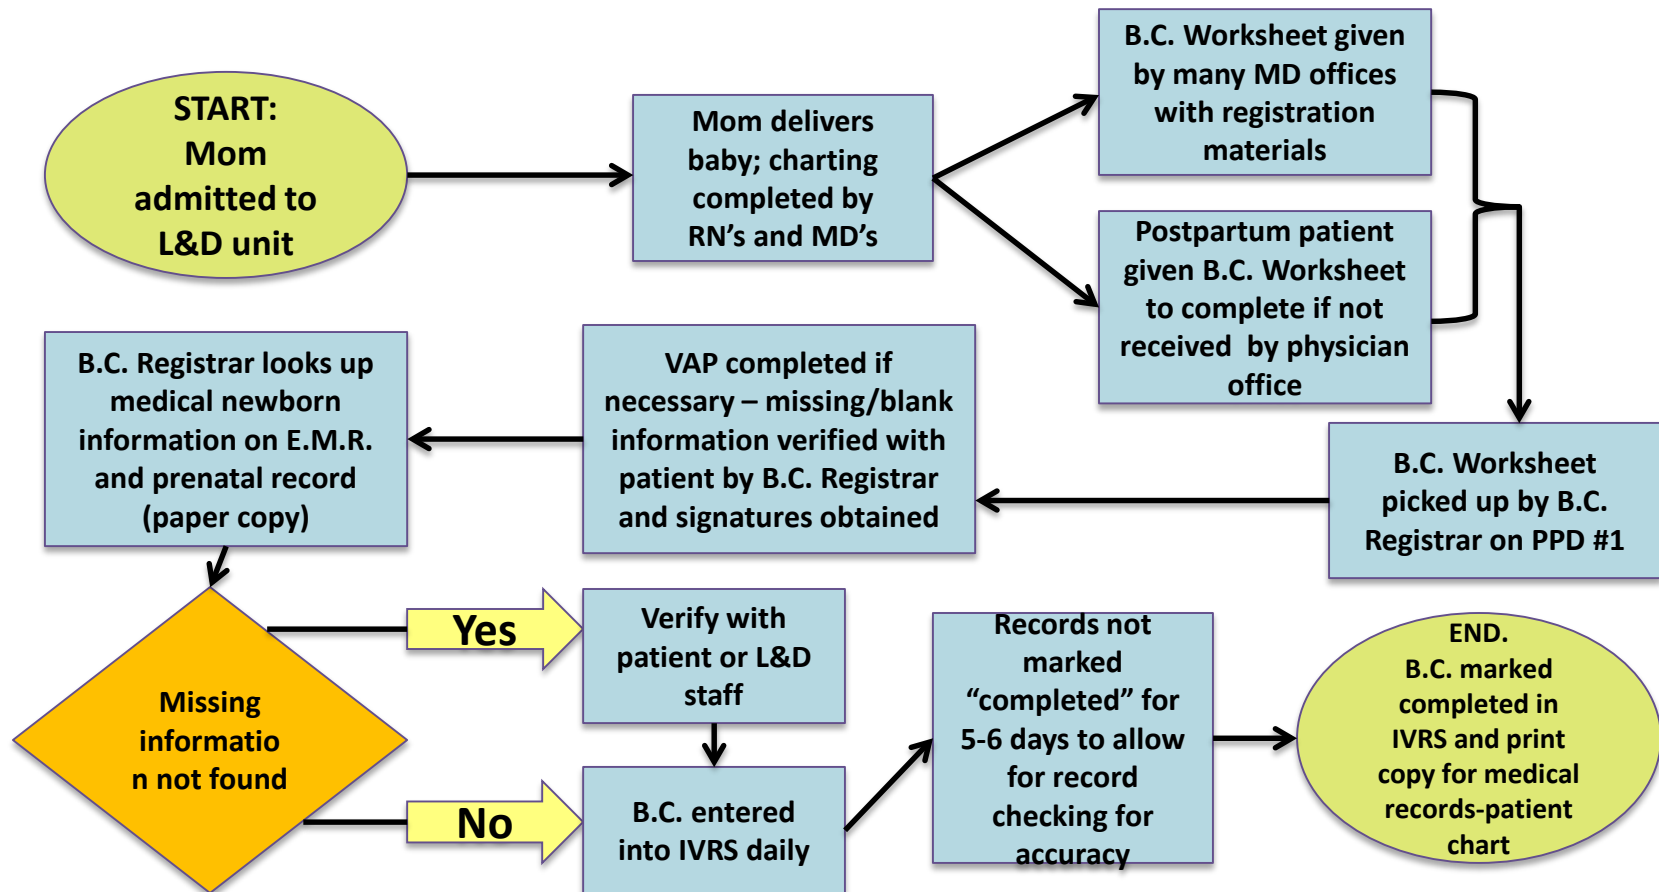 START:
Mom
admitted to
L&D unit
Mom delivers
baby; charting
completed by
RN’s and MD’s
B.C. Worksheet given
by many MD offices
with registration
materials
Postpartum patient
given B.C. Worksheet
to complete if not
received  by physician
office
B.C. Worksheet
picked up by B.C.
Registrar on PPD #1
VAP completed if
necessary – missing/blank
information verified with
patient by B.C. Registrar
and signatures obtained
B.C. Registrar looks up
medical newborn
information on E.M.R.
and prenatal record
(paper copy)
Missing
informatio
n not found
Yes
Verify with
patient or L&D
staff
No
B.C. entered
into IVRS daily
Records not
marked
“completed” for
5-6 days to allow
for record
checking for
accuracy
END.
B.C. marked
completed in
IVRS and print
copy for medical
records-patient
chart